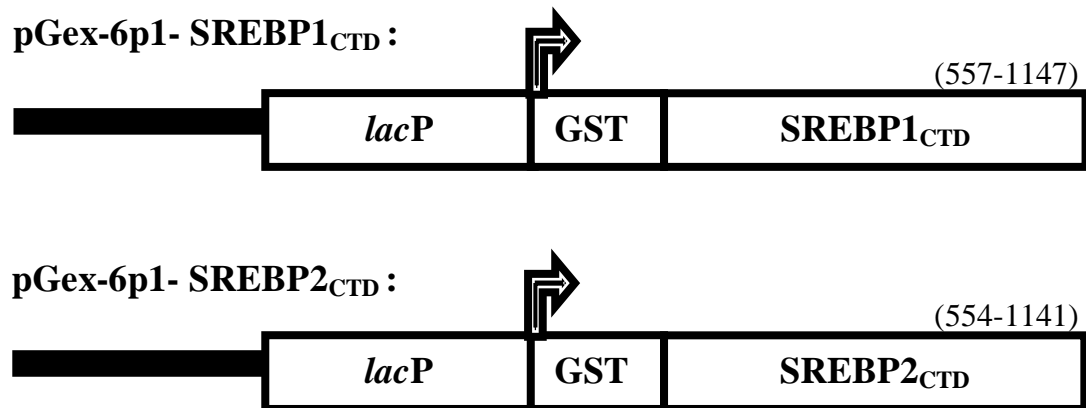 pGex-6p1- SREBP1CTD :
(557-1147)
lacP GST SREBP1CTD
pGex-6p1- SREBP2CTD :
(554-1141)
lacP GST SREBP2CTD